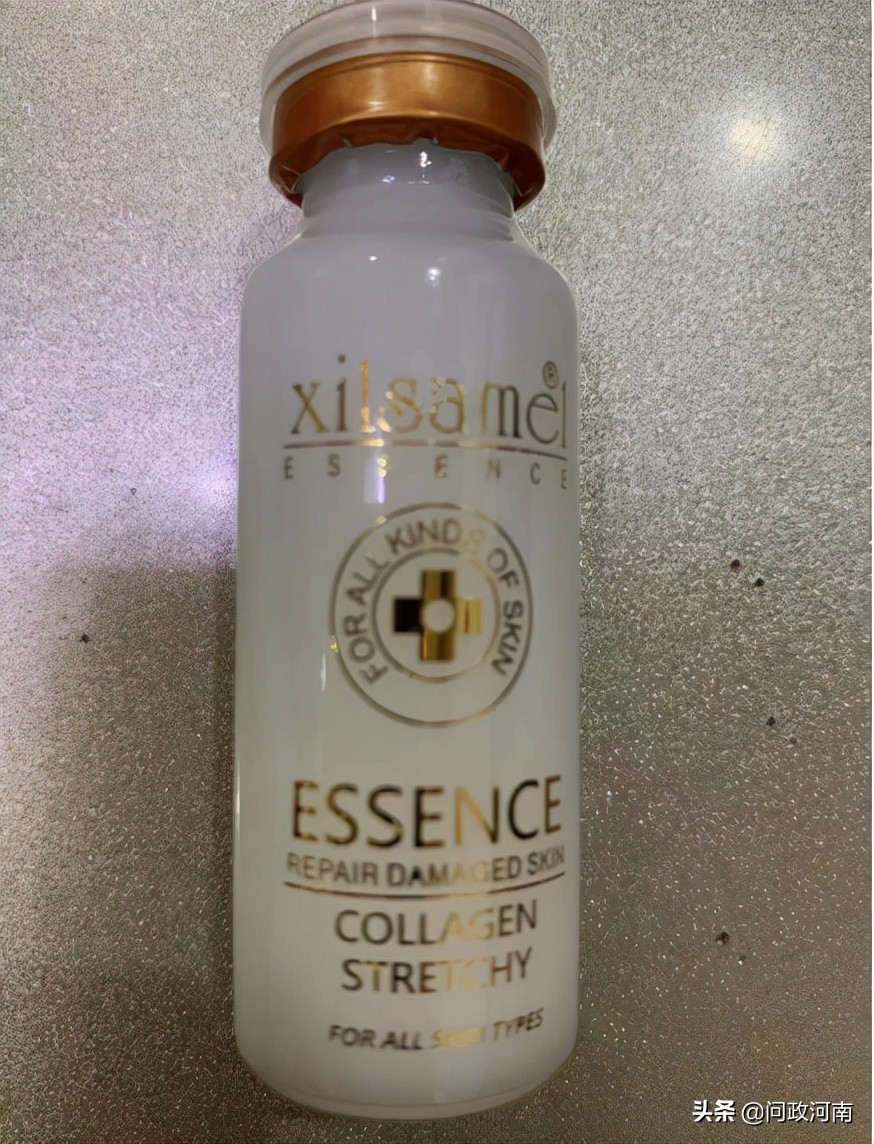 xilsamel®
ESSENCE
FOR ALL KINDS OF SKIN
ESSENCE
REPAIR DAMAGED SKIN
COLLAGEN
STRETCHY
FOR ALL SKIN TYPES
头条 @问政河南